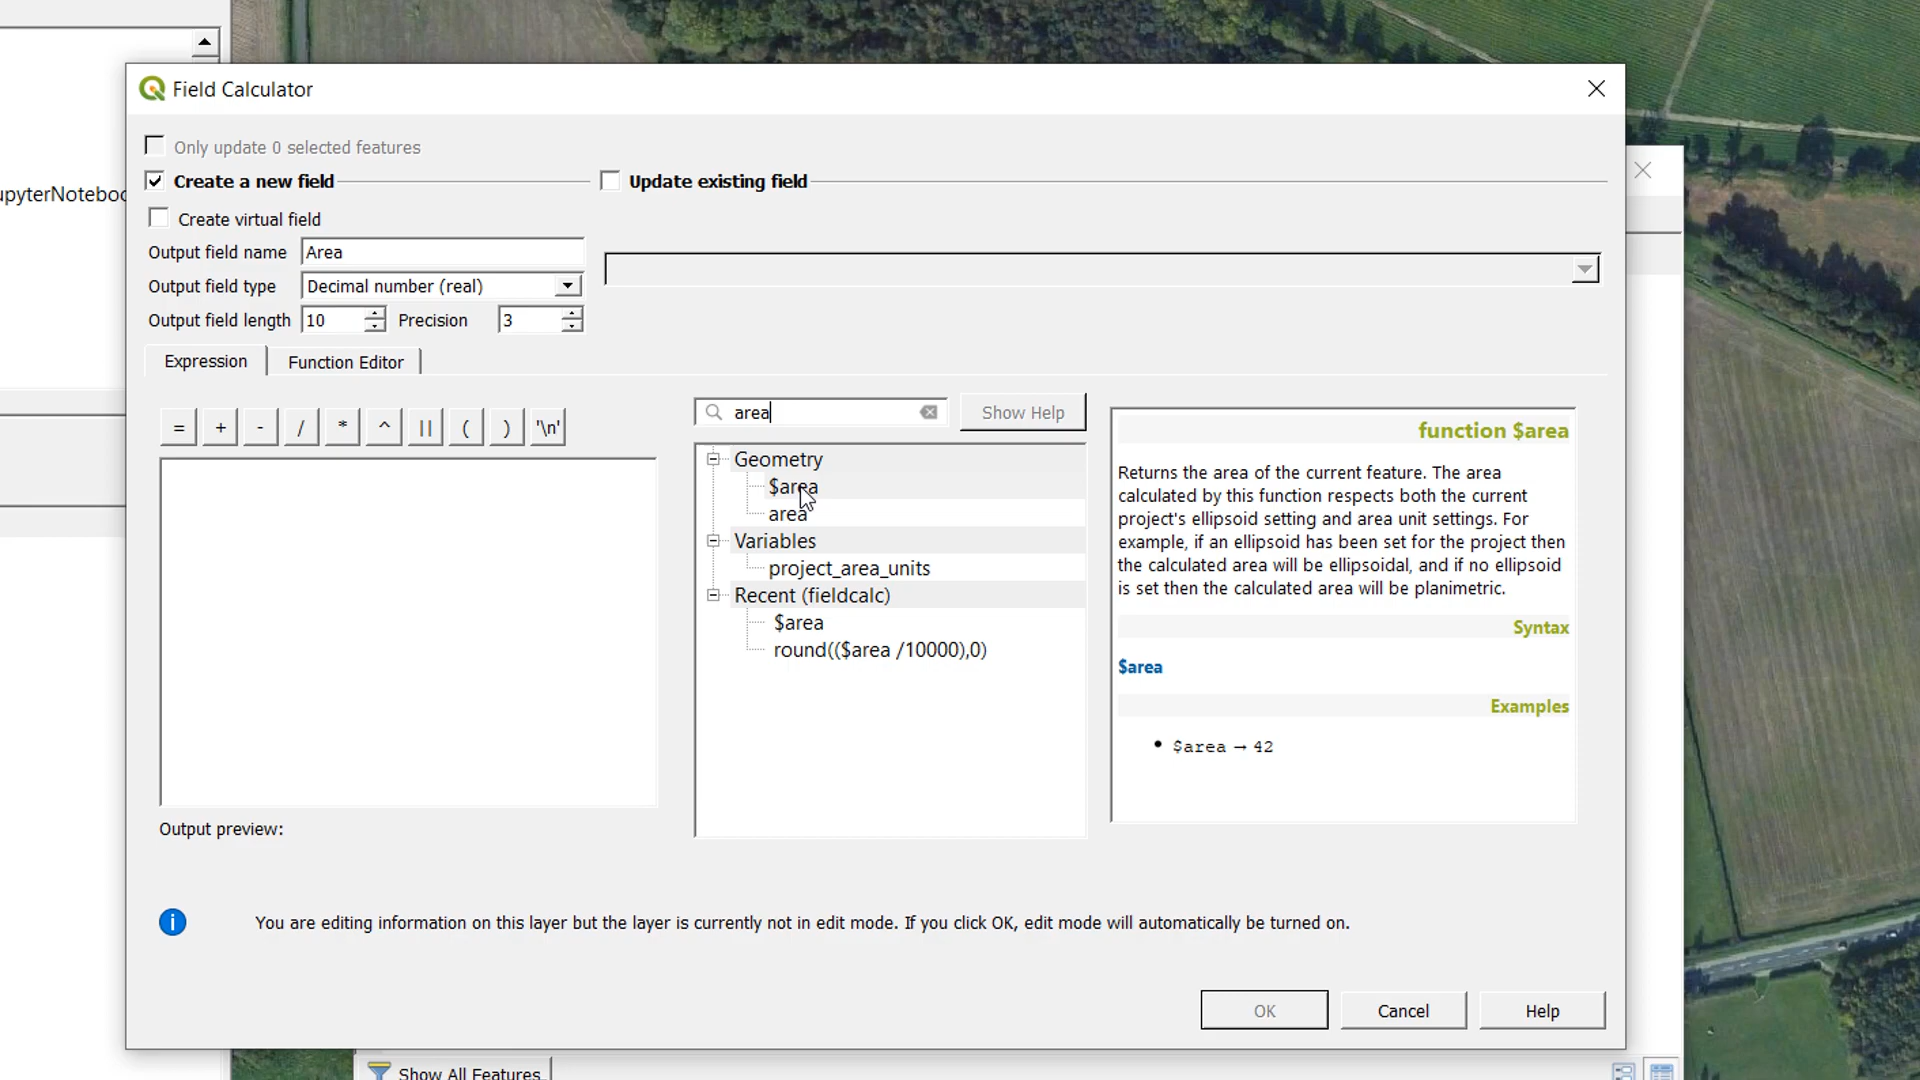 Field Calculator
Only update 0 selected features
Create a new field
Update existing field
upyterNoteboo
Create virtual field
Output field name
Area
Output field type
Decimal number (real)
Output field length
10
Precision
3
Expression
Function Editor
= + - / * ^ || ( ) '\n'
area
Show Help
Geometry
$area
area
Variables
project_area_units
Recent (fieldcalc)
$area
round(($area /10000),0)
function $area
Returns the area of the current feature. The area
calculated by this function respects both the current
project's ellipsoid setting and area unit settings. For
example, if an ellipsoid has been set for the project then
the calculated area will be ellipsoidal, and if no ellipsoid
is set then the calculated area will be planimetric.
Syntax
$area
Examples
• $area → 42
Output preview:
You are editing information on this layer but the layer is currently not in edit mode. If you click OK, edit mode will automatically be turned on.
OK
Cancel
Help
Show All Features